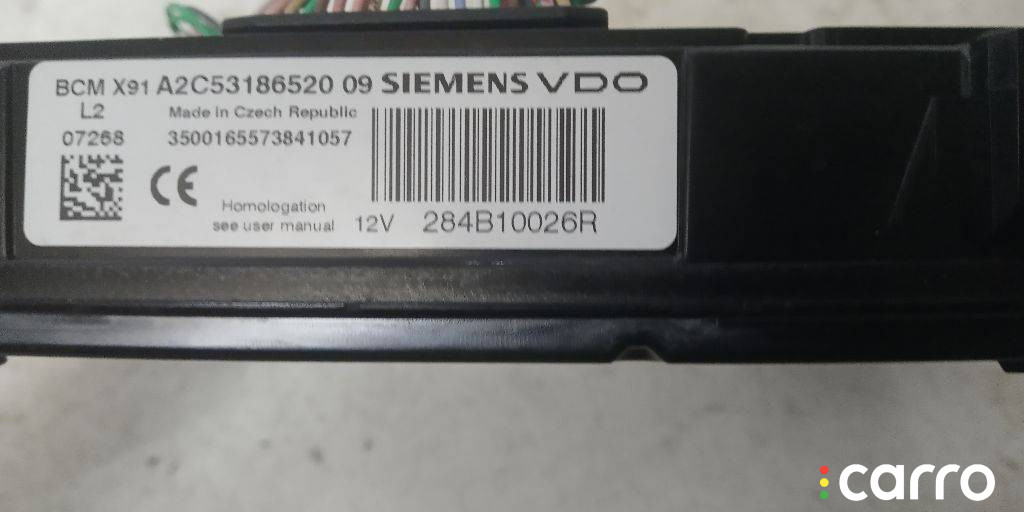 BCM X91 A2C53186520 09 SIEMENS VDO
L2 Made in Czech Republic
07268 3500165573841057
CE
Homologation
see user manual 12V 284B10026R
carro